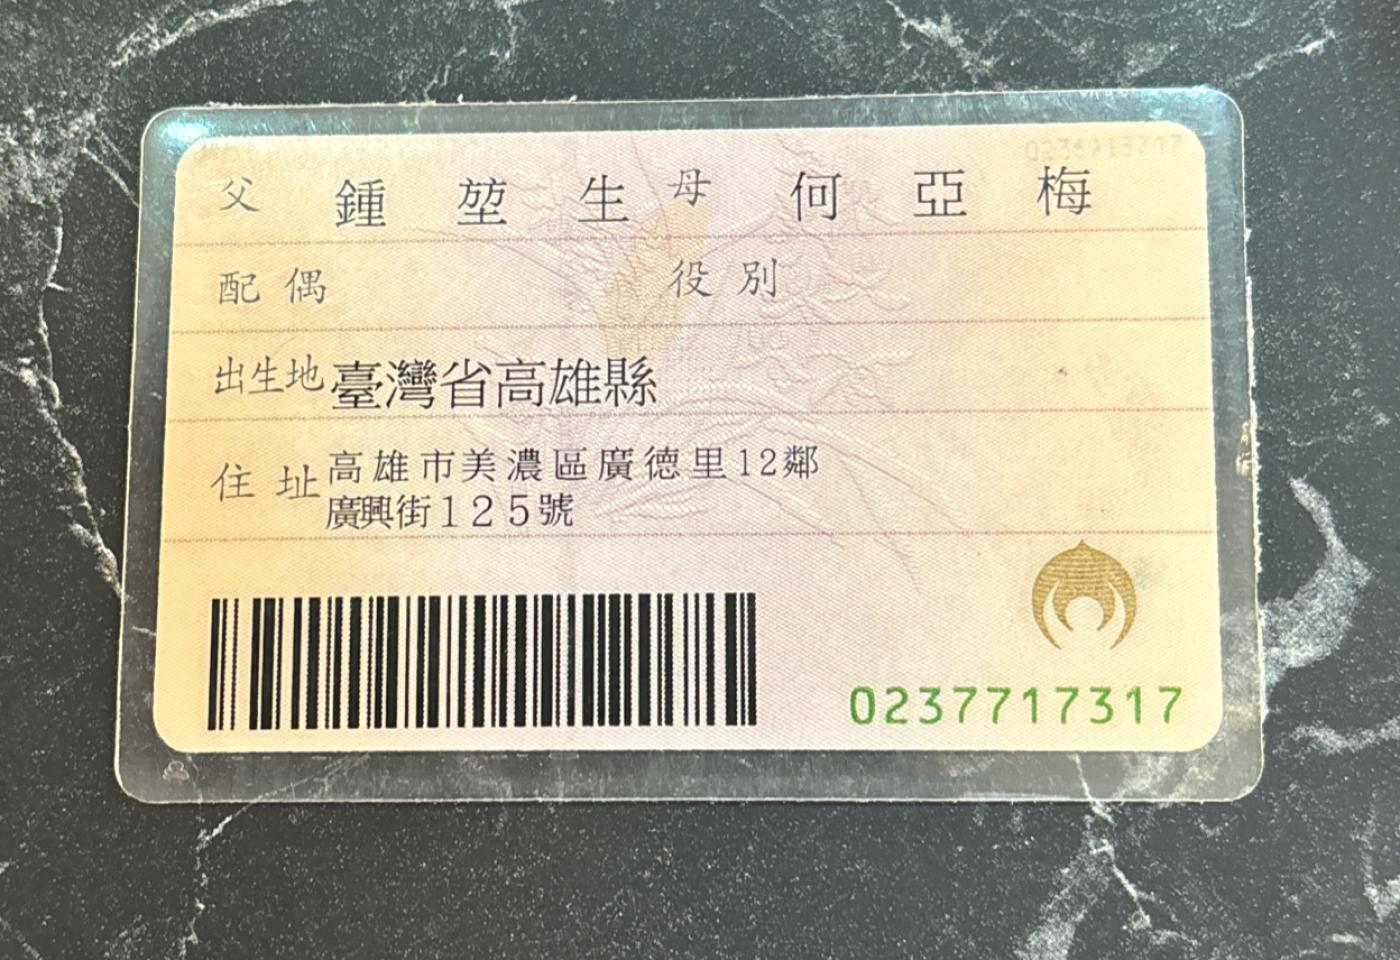 父 鍾堃生 母 何亞梅
配偶 役別
出生地 臺灣省高雄縣
住址 高雄市美濃區廣德里12鄰
廣興街125號
0237717317